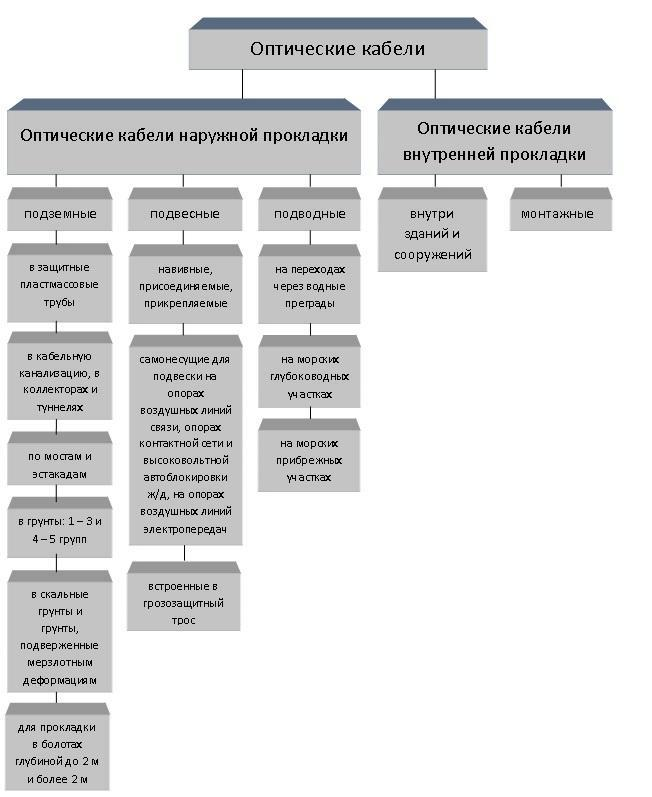 Оптические кабели
Оптические кабели наружной прокладки
Оптические кабели
внутренней прокладки
подземные
в защитные
пластмассовые
трубы
в кабельную
канализацию, в
коллекторах и
туннелях
по мостам и
эстакадам
в грунты: 1 – 3 и
4 – 5 групп
в скальные
грунты и
грунты,
подверженные
мерзлотным
деформациям
для прокладки
в болотах
глубиной до 2 м
и более 2 м
подвесные
навивные,
присоединяемые,
прикрепляемые
самонесущие для
подвески на
опорах
воздушных линий
связи, опорах
контактной сети и
высоковольтной
автоблокировки
ж/д, на опорах
воздушных линий
электропередач
встроенные в
грозозащитный
трос
подводные
на переходах
через водные
преграды
на морских
глубоководных
участках
на морских
прибрежных
участках
внутри
зданий и
сооружений
монтажные